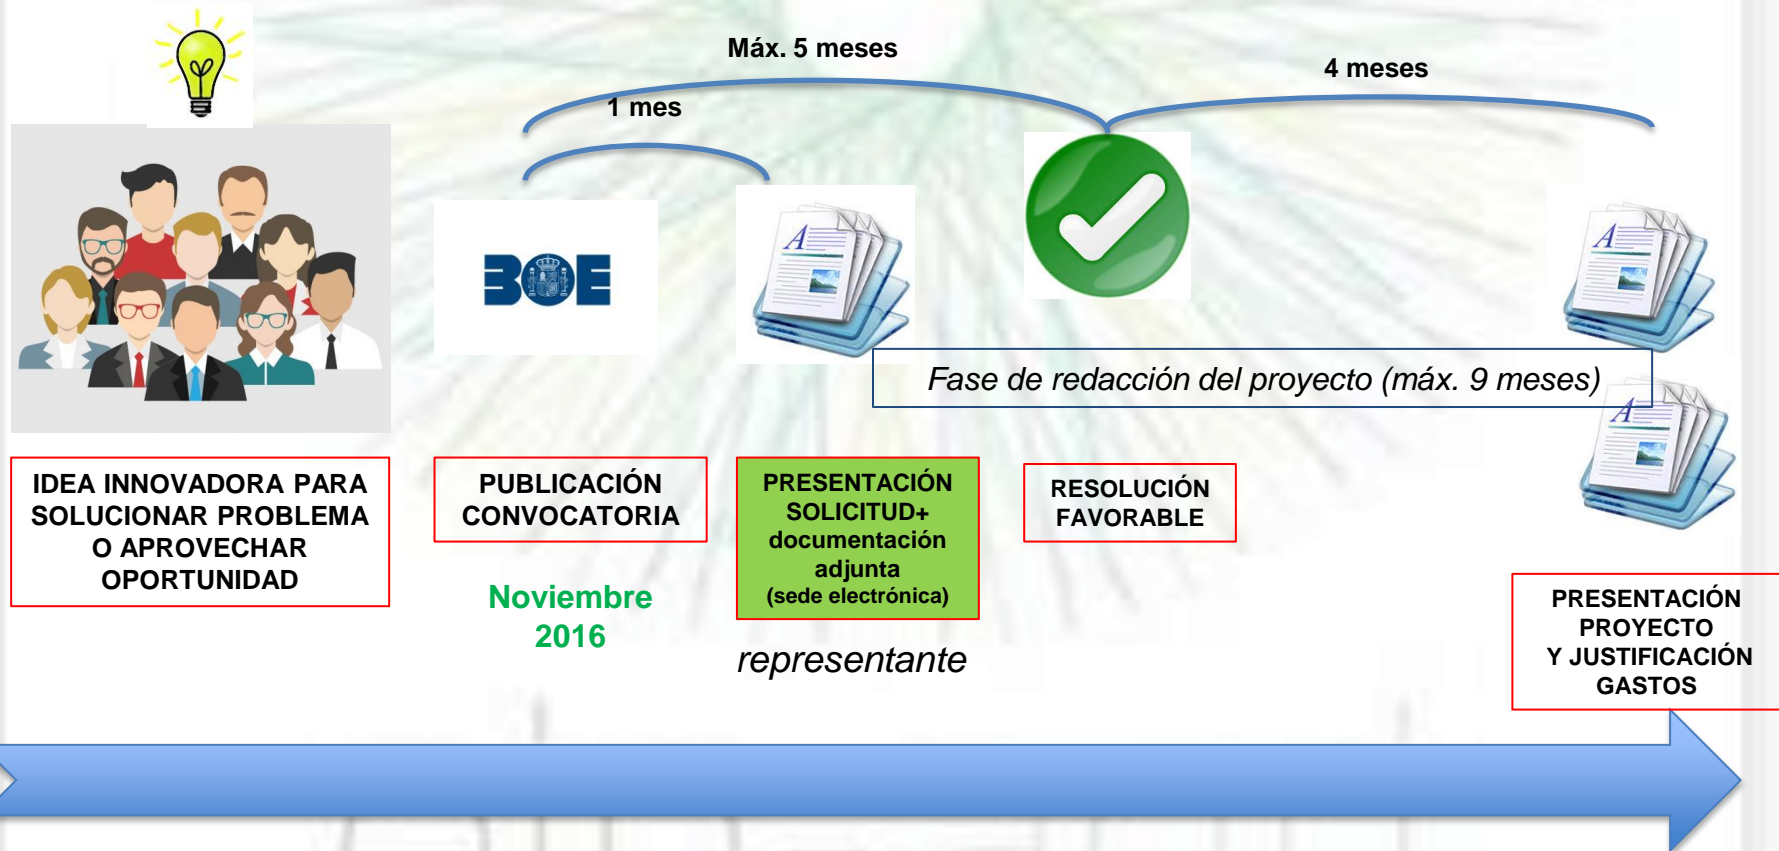 Máx. 5 meses
4 meses
1 mes
BOE
A
A
Fase de redacción del proyecto (máx. 9 meses)
A
IDEA INNOVADORA PARA
SOLUCIONAR PROBLEMA
O APROVECHAR
OPORTUNIDAD
PUBLICACIÓN
CONVOCATORIA
Noviembre
2016
PRESENTACIÓN
SOLICITUD+
documentación
adjunta
(sede electrónica)
representante
RESOLUCIÓN
FAVORABLE
PRESENTACIÓN
PROYECTO
Y JUSTIFICACIÓN
GASTOS